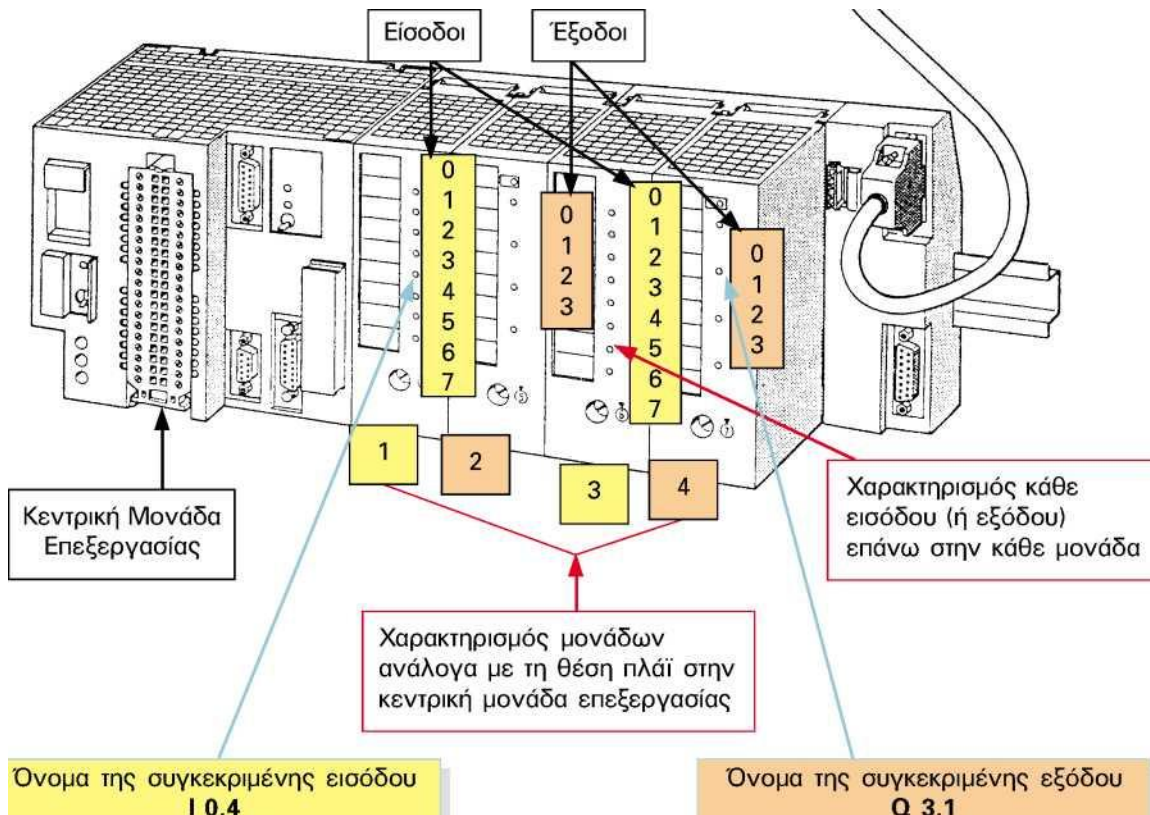 Είσοδοι
Έξοδοι
0
1
2
3
4
5
6
7
0
1
2
3
0
1
2
3
4
5
6
7
0
1
2
3
5
6
7
1
2
3
4
Κεντρική Μονάδα
Επεξεργασίας
Χαρακτηρισμός κάθε
εισόδου (ή εξόδου)
επάνω στην κάθε μονάδα
Χαρακτηρισμός μονάδων
ανάλογα με τη θέση πλάϊ στην
κεντρική μονάδα επεξεργασίας
Όνομα της συγκεκριμένης εισόδου
I 0.4
Όνομα της συγκεκριμένης εξόδου
Q 3.1